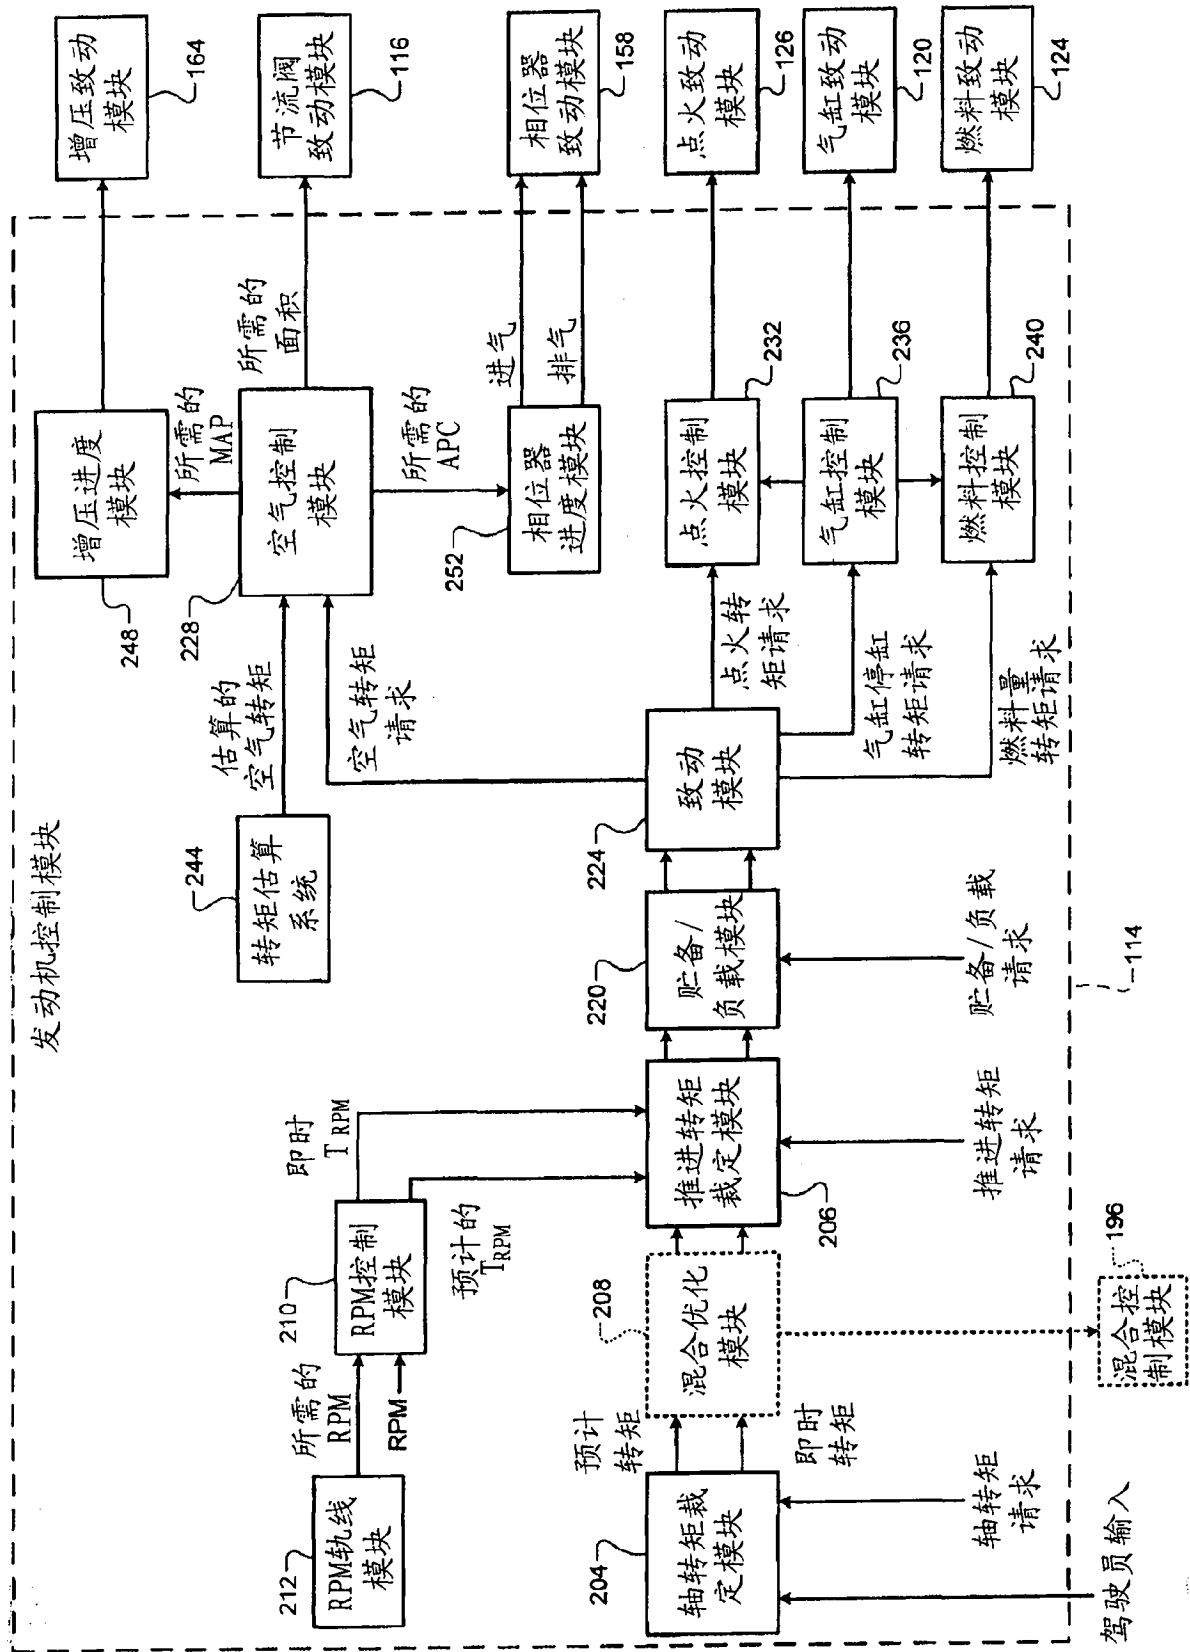 发动机控制模块
增压致动
模块
164
节流阀
致动模块
116
相位器
致动模块
158
点火致动
模块
126
气缸致动
模块
120
燃料致动
模块
124
增压进度
模块
248
所需的
MAP
所需的
面积
空气控制
模块
228
所需的
APC
进气
排气
相位器
进度模块
252
点火控制
模块
232
气缸控制
模块
236
燃料控制
模块
240
估算的
空气转矩
空气转矩
请求
转矩估算
系统
244
点火转
矩请求
气缸停缸
转矩请求
燃料量
转矩请求
致动
模块
224
贮备/
负载模块
220
贮备/负载
请求
114
即时
TRPM
预计的
TRPM
推进转矩
裁定模块
206
推进转矩
请求
RPM控制
模块
210
所需的
RPM
RPM
RPM轨线
模块
212
混合优化
模块
208
混合控
制模块
196
预计
转矩
即时
转矩
轴转矩裁
定模块
204
轴转矩
请求
驾驶员输入